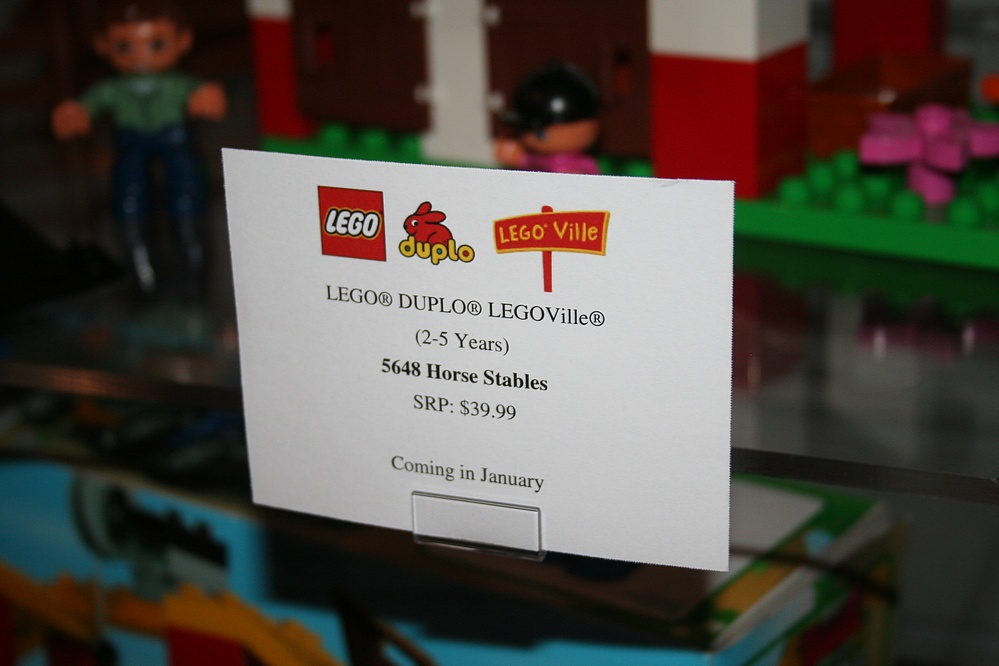 LEGO duplo LEGO® Ville
LEGO® DUPLO® LEGOVille®
(2-5 Years)
5648 Horse Stables
SRP: $39.99
Coming in January